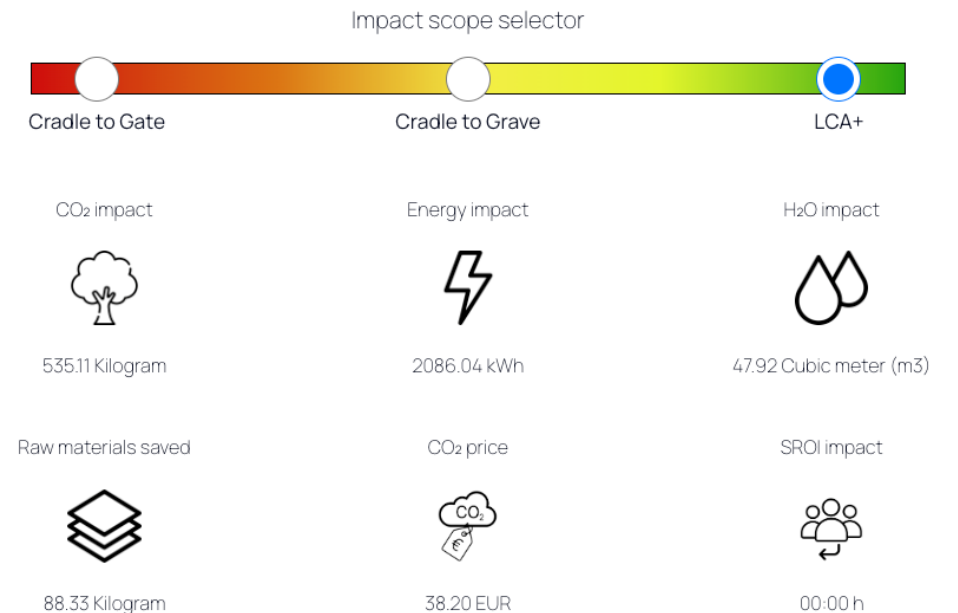 Impact scope selector
Cradle to Gate Cradle to Grave LCA+
CO₂ impact Energy impact H₂O impact
535.11 Kilogram 2086.04 kWh 47.92 Cubic meter (m3)
Raw materials saved CO₂ price SROI impact
CO₂
€
88.33 Kilogram 38.20 EUR 00:00 h